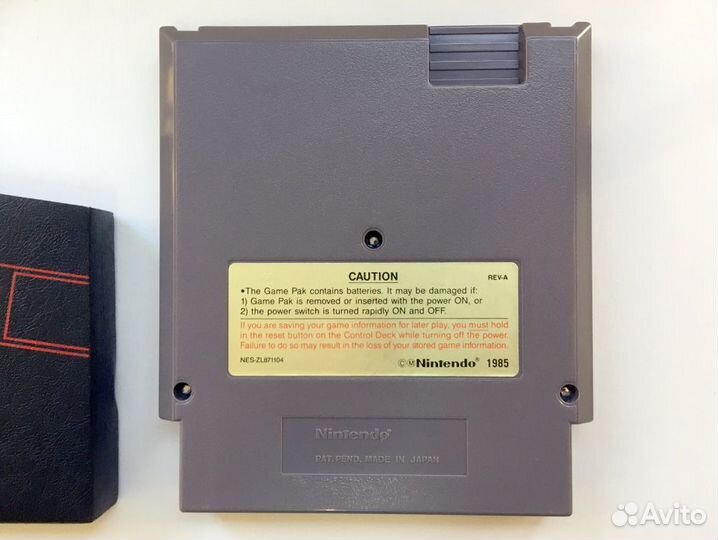 CAUTION REV-A
•The Game Pak contains batteries. It may be damaged if:
1) Game Pak is removed or inserted with the power ON, or
2) the power switch is turned rapidly ON and OFF.
If you are saving your game information for later play, you must hold
in the reset button on the Control Deck while turning off the power.
Failure to do so may result in the loss of your stored game information.
NES-ZL871104 ©Ⓜ Nintendo® 1985
Nintendo®
PAT. PEND. MADE IN JAPAN
Avito